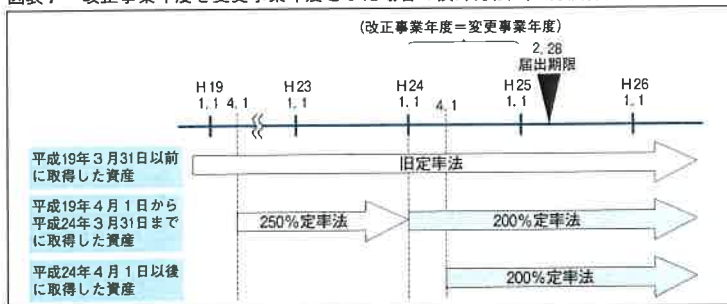 (改正事業年度=変更事業年度)
2, 28
届出期限
H19
1, 1 4, 1
H23
1, 1
H24
1, 1 4, 1
H25
1, 1
H26
1, 1
平成19年3月31日以前
に取得した資産
旧定率法
平成19年4月1日から
平成24年3月31日まで
に取得した資産
250%定率法
200%定率法
平成24年4月1日以後
に取得した資産
200%定率法